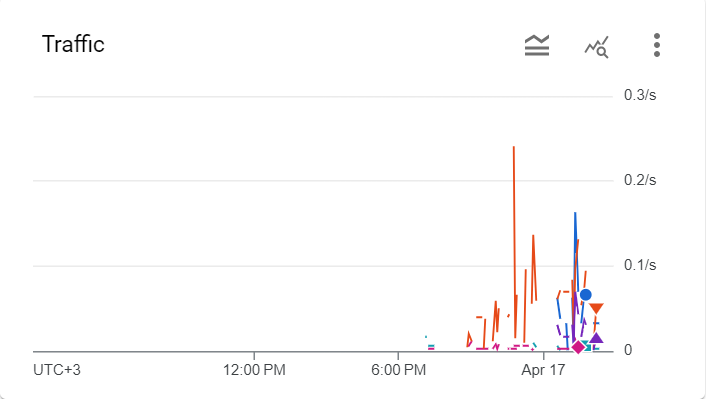 Traffic
0.3/s
0.2/s
0.1/s
0
UTC+3 12:00 PM 6:00 PM Apr 17